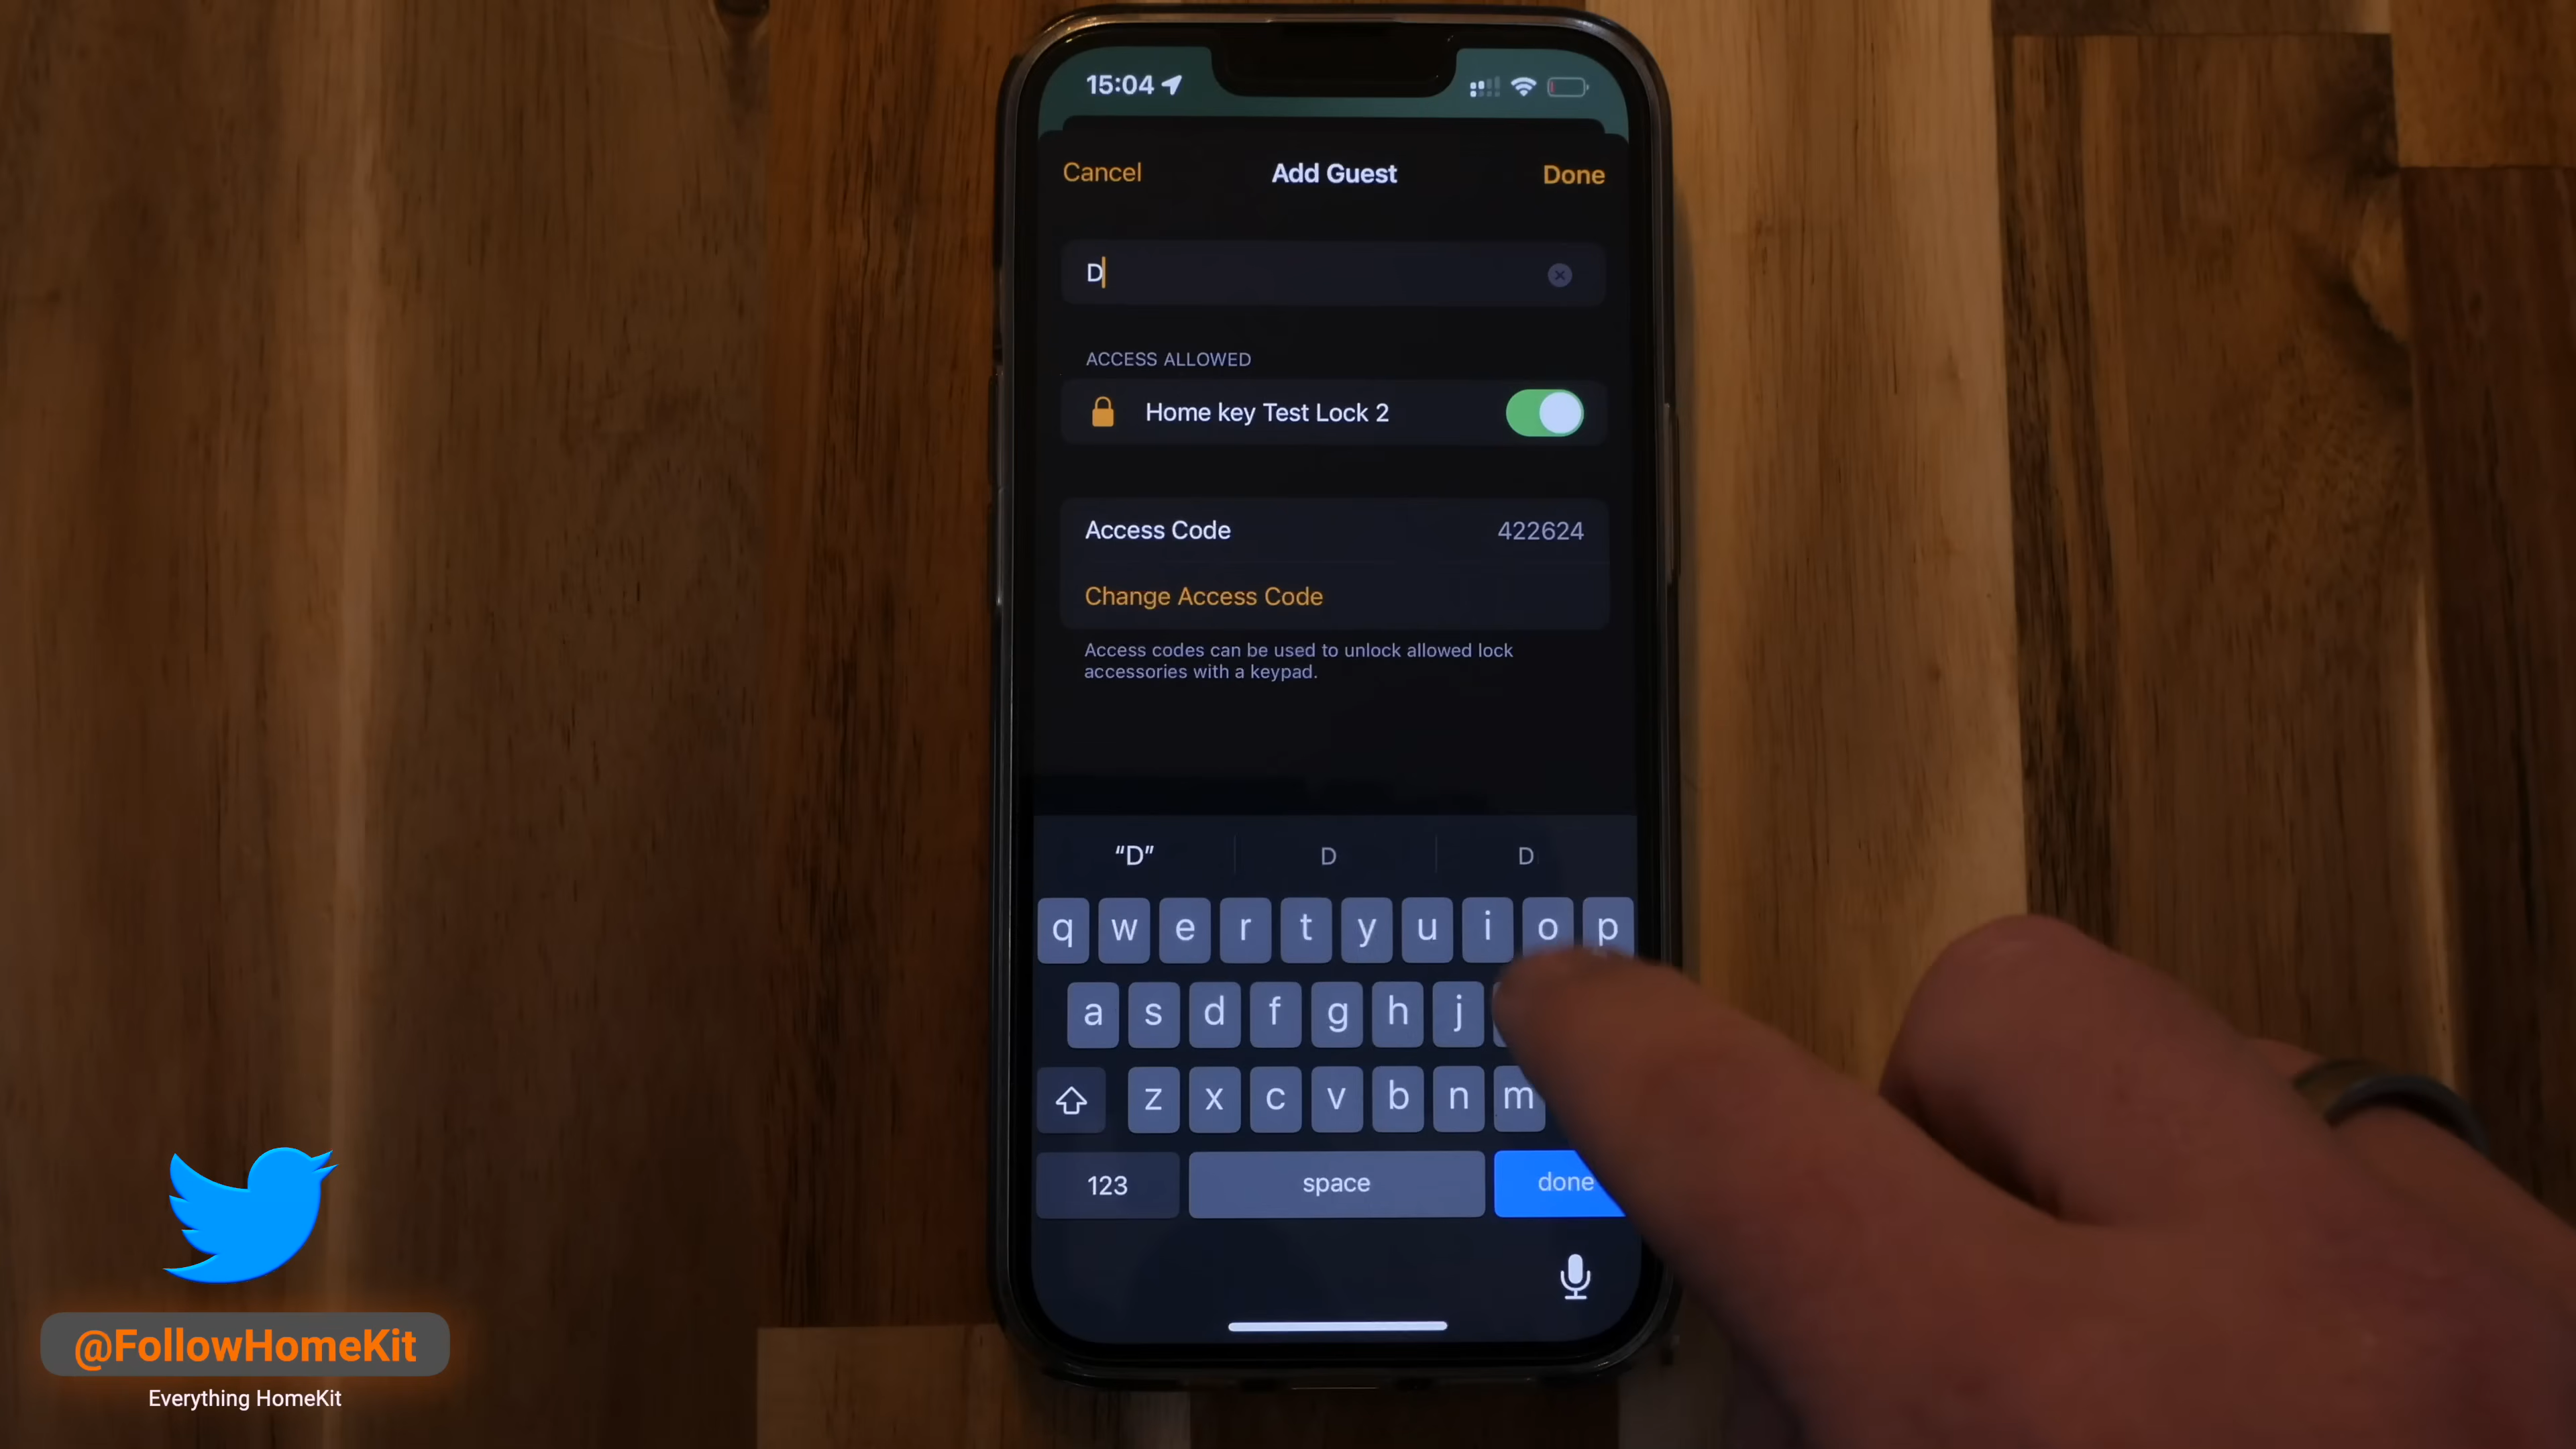 15:04
Cancel
Add Guest
Done
D
ACCESS ALLOWED
Home key Test Lock 2
Access Code
422624
Change Access Code
Access codes can be used to unlock allowed lock
accessories with a keypad.
“D”
D
D
q w e r t y u i o p
a s d f g h j
z x c v b n m
123
space
done
@FollowHomeKit
Everything HomeKit